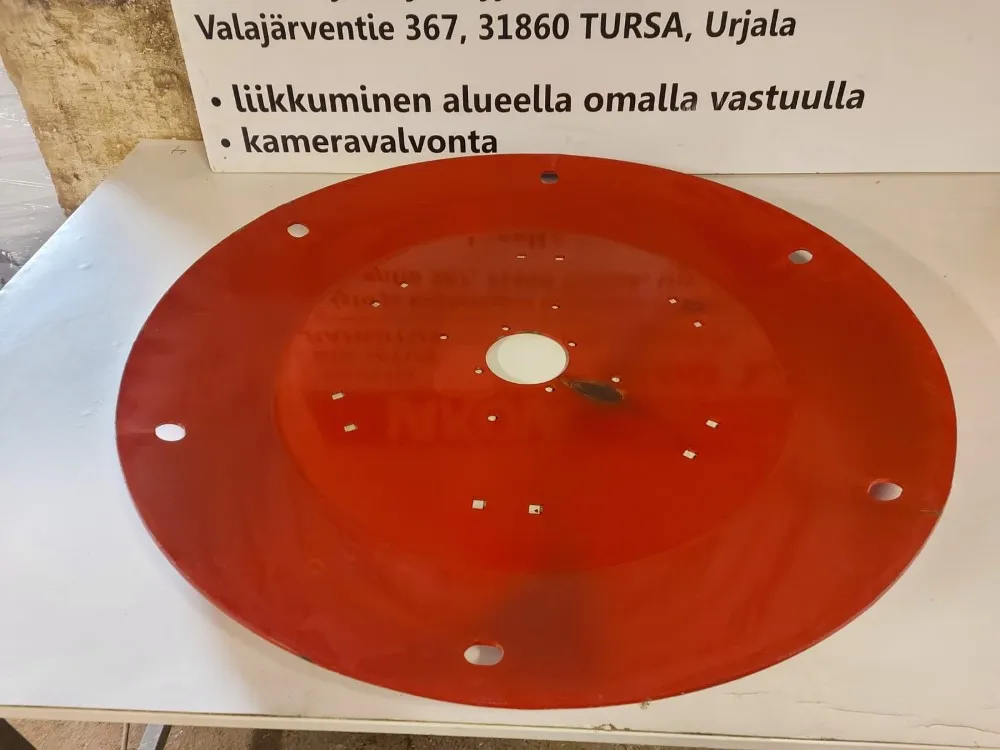 Valajärventie 367, 31860 TURSA, Urjala
• liikkuminen alueella omalla vastuulla
• kameravalvonta